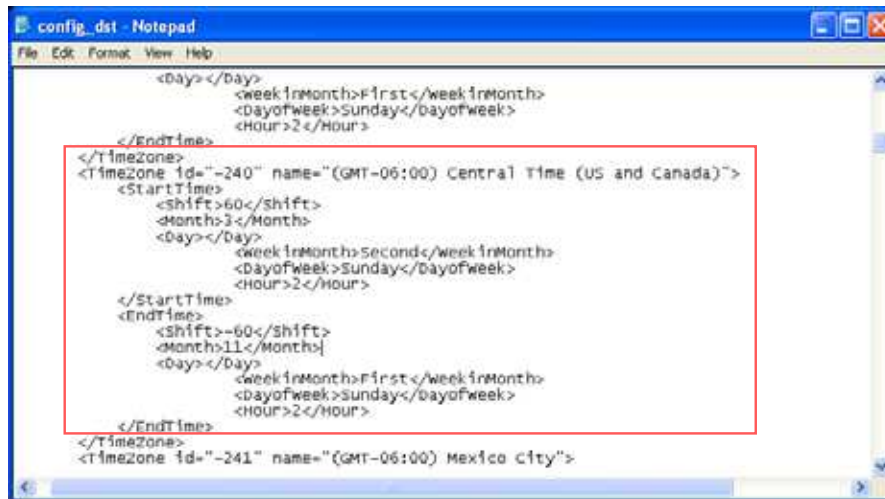 config_dst - Notepad
File Edit Format View Help
<Day></Day>
<WeekinMonth>First</WeekinMonth>
<DayofWeek>Sunday</DayofWeek>
<Hour>2</Hour>
</EndTime>
</TimeZone>
<TimeZone id="-240" name="(GMT-06:00) Central Time (US and Canada)">
<StartTime>
<Shift>60</Shift>
<Month>3</Month>
<Day></Day>
<WeekinMonth>Second</WeekinMonth>
<DayofWeek>Sunday</DayofWeek>
<Hour>2</Hour>
</StartTime>
<EndTime>
<Shift>-60</Shift>
<Month>11</Month>
<Day></Day>
<WeekinMonth>First</WeekinMonth>
<DayofWeek>Sunday</DayofWeek>
<Hour>2</Hour>
</EndTime>
</TimeZone>
<TimeZone id="-241" name="(GMT-06:00) Mexico City">